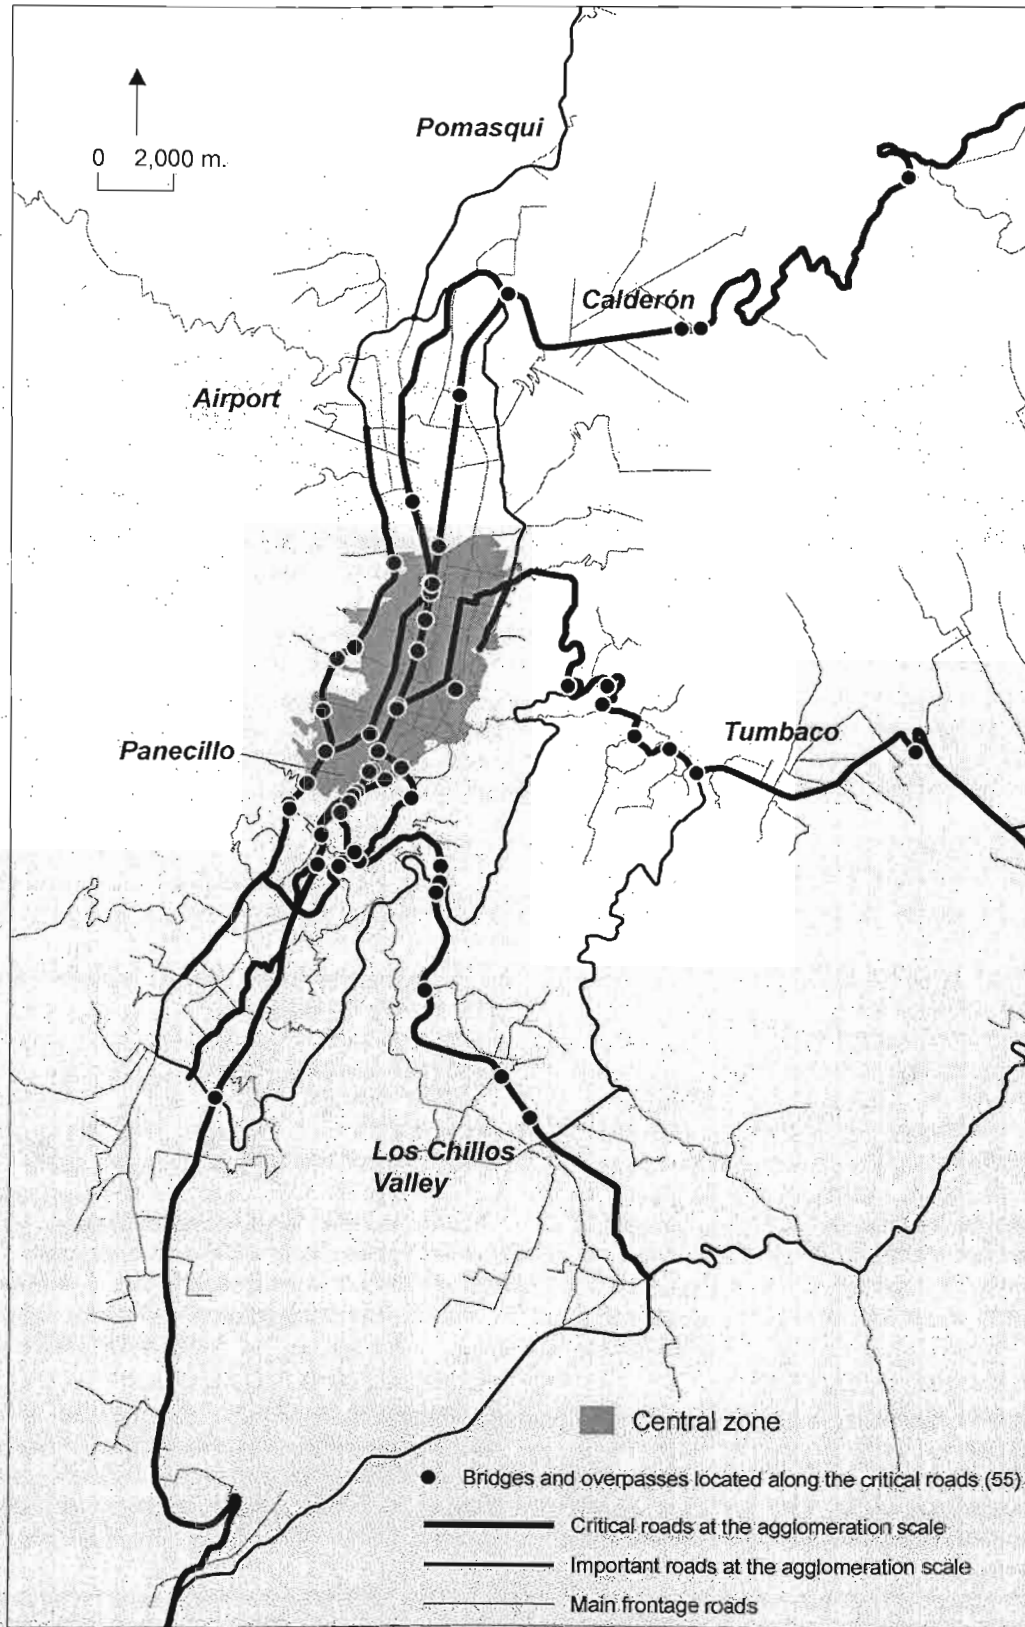 Pomasqui
0 2,000 m.
Calderón
Airport
Panecillo
Tumbaco
Los Chillos
Valley
Central zone
Bridges and overpasses located along the critical roads (55)
Critical roads at the agglomeration scale
Important roads at the agglomeration scale
Main frontage roads